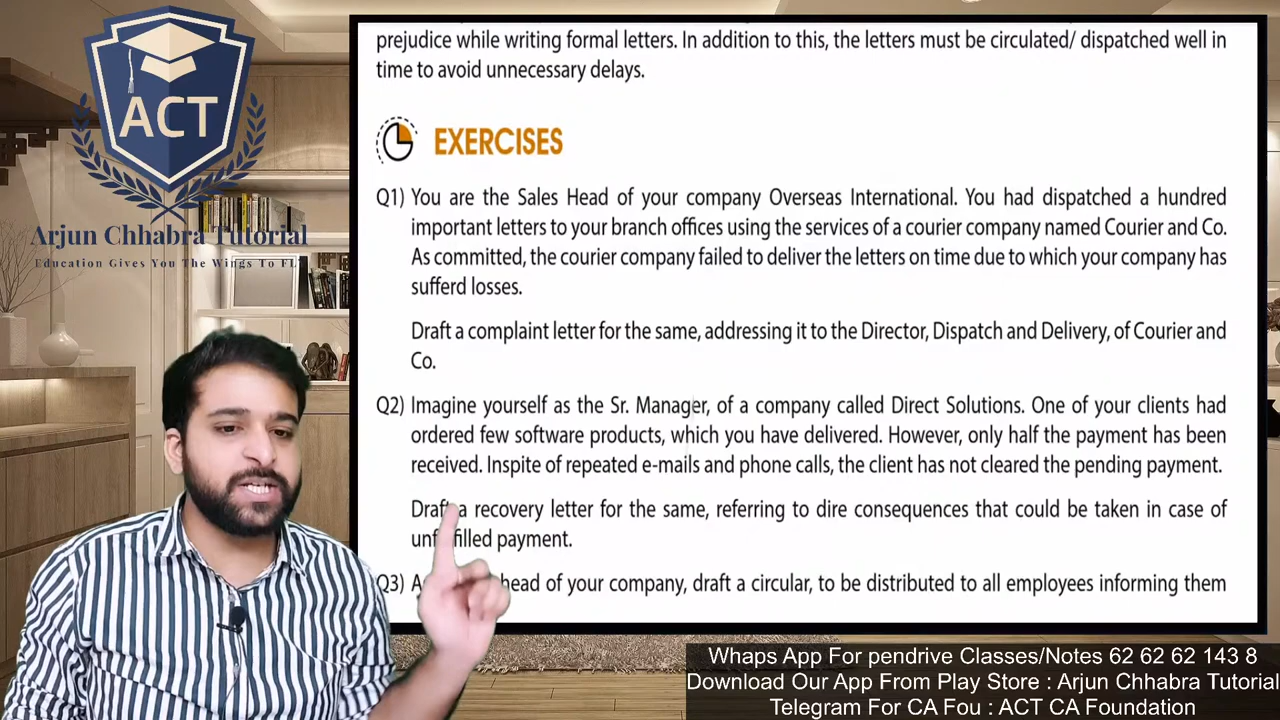 prejudice while writing formal letters. In addition to this, the letters must be circulated/ dispatched well in
time to avoid unnecessary delays.
EXERCISES
Q1) You are the Sales Head of your company Overseas International. You had dispatched a hundred
important letters to your branch offices using the services of a courier company named Courier and Co.
As committed, the courier company failed to deliver the letters on time due to which your company has
sufferd losses.
Draft a complaint letter for the same, addressing it to the Director, Dispatch and Delivery, of Courier and
Co.
Q2) Imagine yourself as the Sr. Manager, of a company called Direct Solutions. One of your clients had
ordered few software products, which you have delivered. However, only half the payment has been
received. Inspite of repeated e-mails and phone calls, the client has not cleared the pending payment.
Draft a recovery letter for the same, referring to dire consequences that could be taken in case of
payment.
Q3) head of your company, draft a circular, to be distributed to all employees informing them
ACT
Arjun Chhabra Tutorial
Education Gives You The Wings To
Whaps App For pendrive Classes/Notes 62 62 62 143 8
Download Our App From Play Store : Arjun Chhabra Tutorial
Telegram For CA Fou : ACT CA Foundation